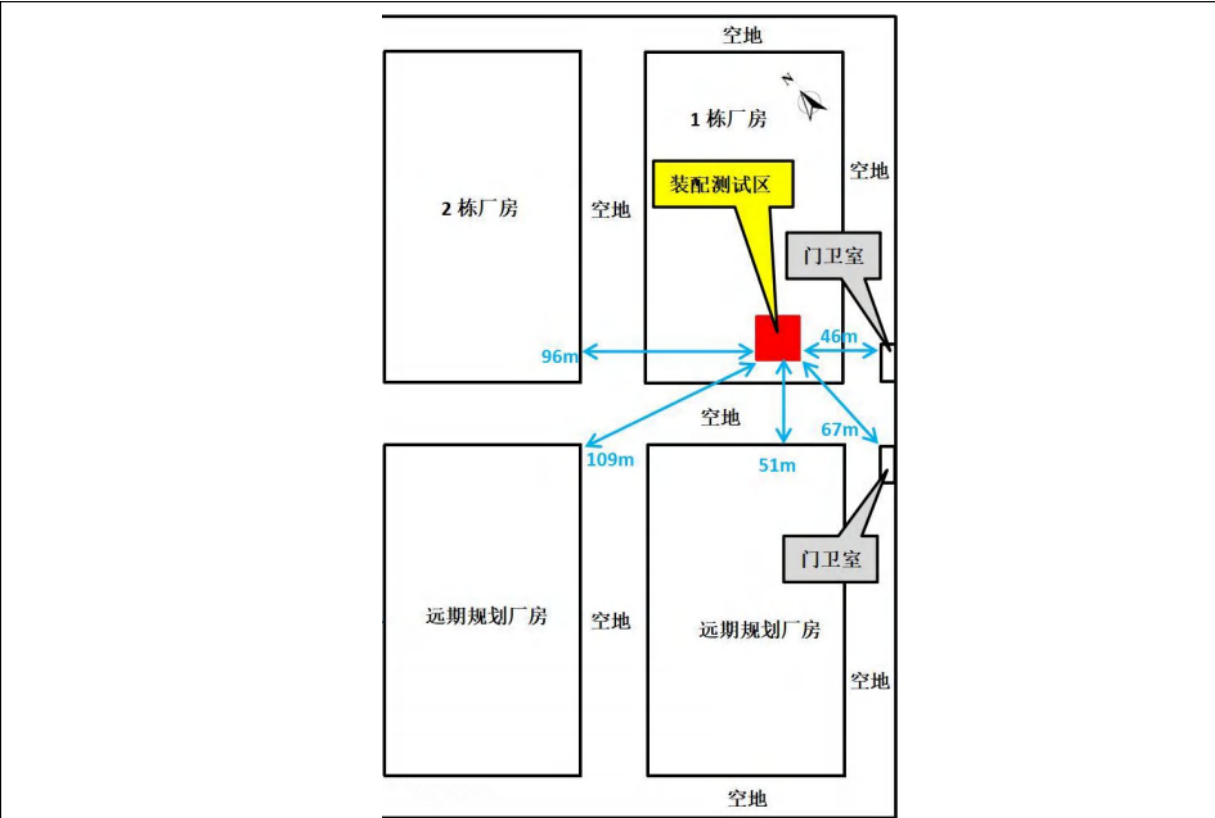 空地
N
1 栋厂房
空地
装配测试区
2 栋厂房
空地
门卫室
46m
96m
空地
67m
109m
51m
门卫室
远期规划厂房
空地
远期规划厂房
空地
空地